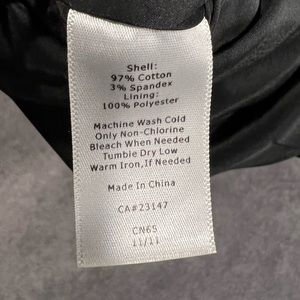 Shell:
97% Cotton
3% Spandex
Lining:
100% Polyester
Machine Wash Cold
Only Non-Chlorine
Bleach When Needed
Tumble Dry Low
Warm Iron,If Needed
Made In China
CA#23147
CN65
11/11